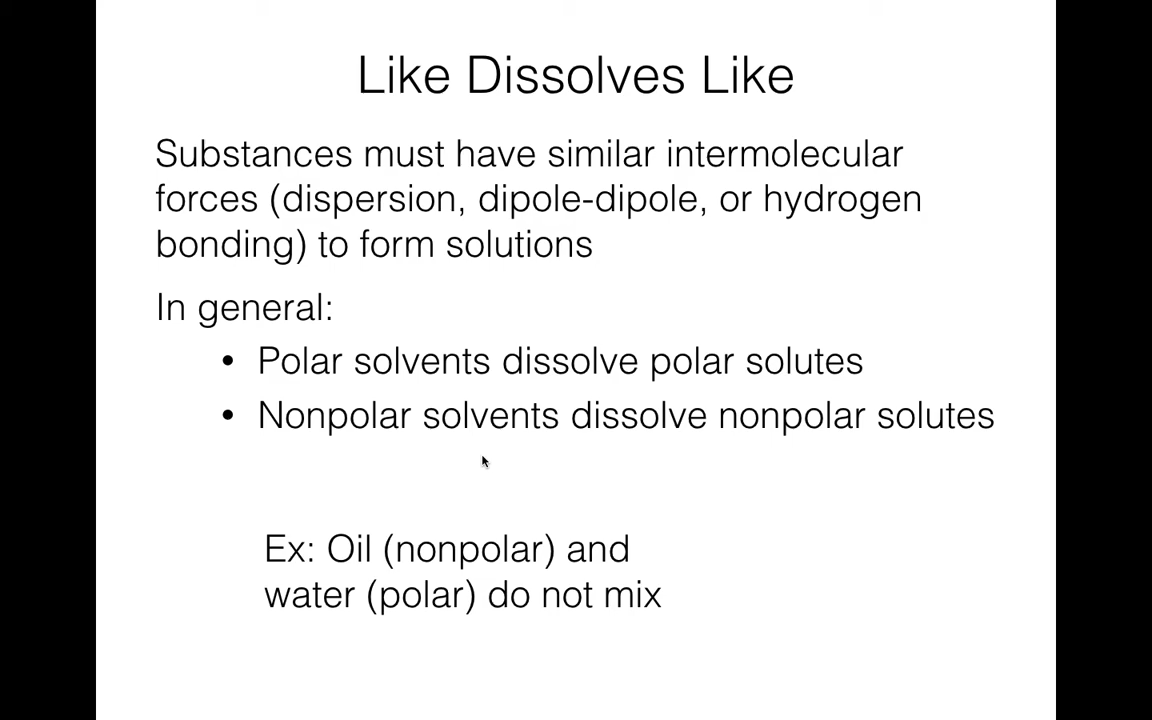 Like Dissolves Like
Substances must have similar intermolecular
forces (dispersion, dipole-dipole, or hydrogen
bonding) to form solutions
In general:
• Polar solvents dissolve polar solutes
• Nonpolar solvents dissolve nonpolar solutes
Ex: Oil (nonpolar) and
water (polar) do not mix